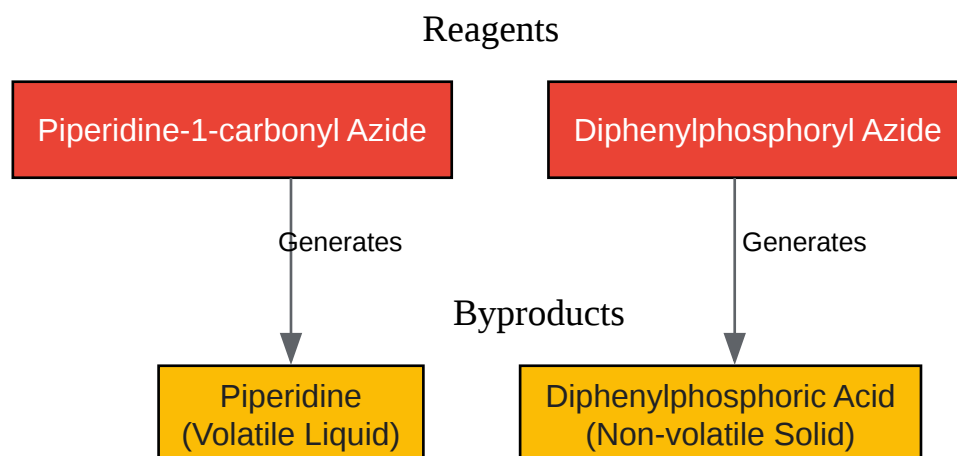 Reagents
Piperidine-1-carbonyl Azide
Diphenylphosphoryl Azide
Generates
Generates
Byproducts
Piperidine
(Volatile Liquid)
Diphenylphosphoric Acid
(Non-volatile Solid)